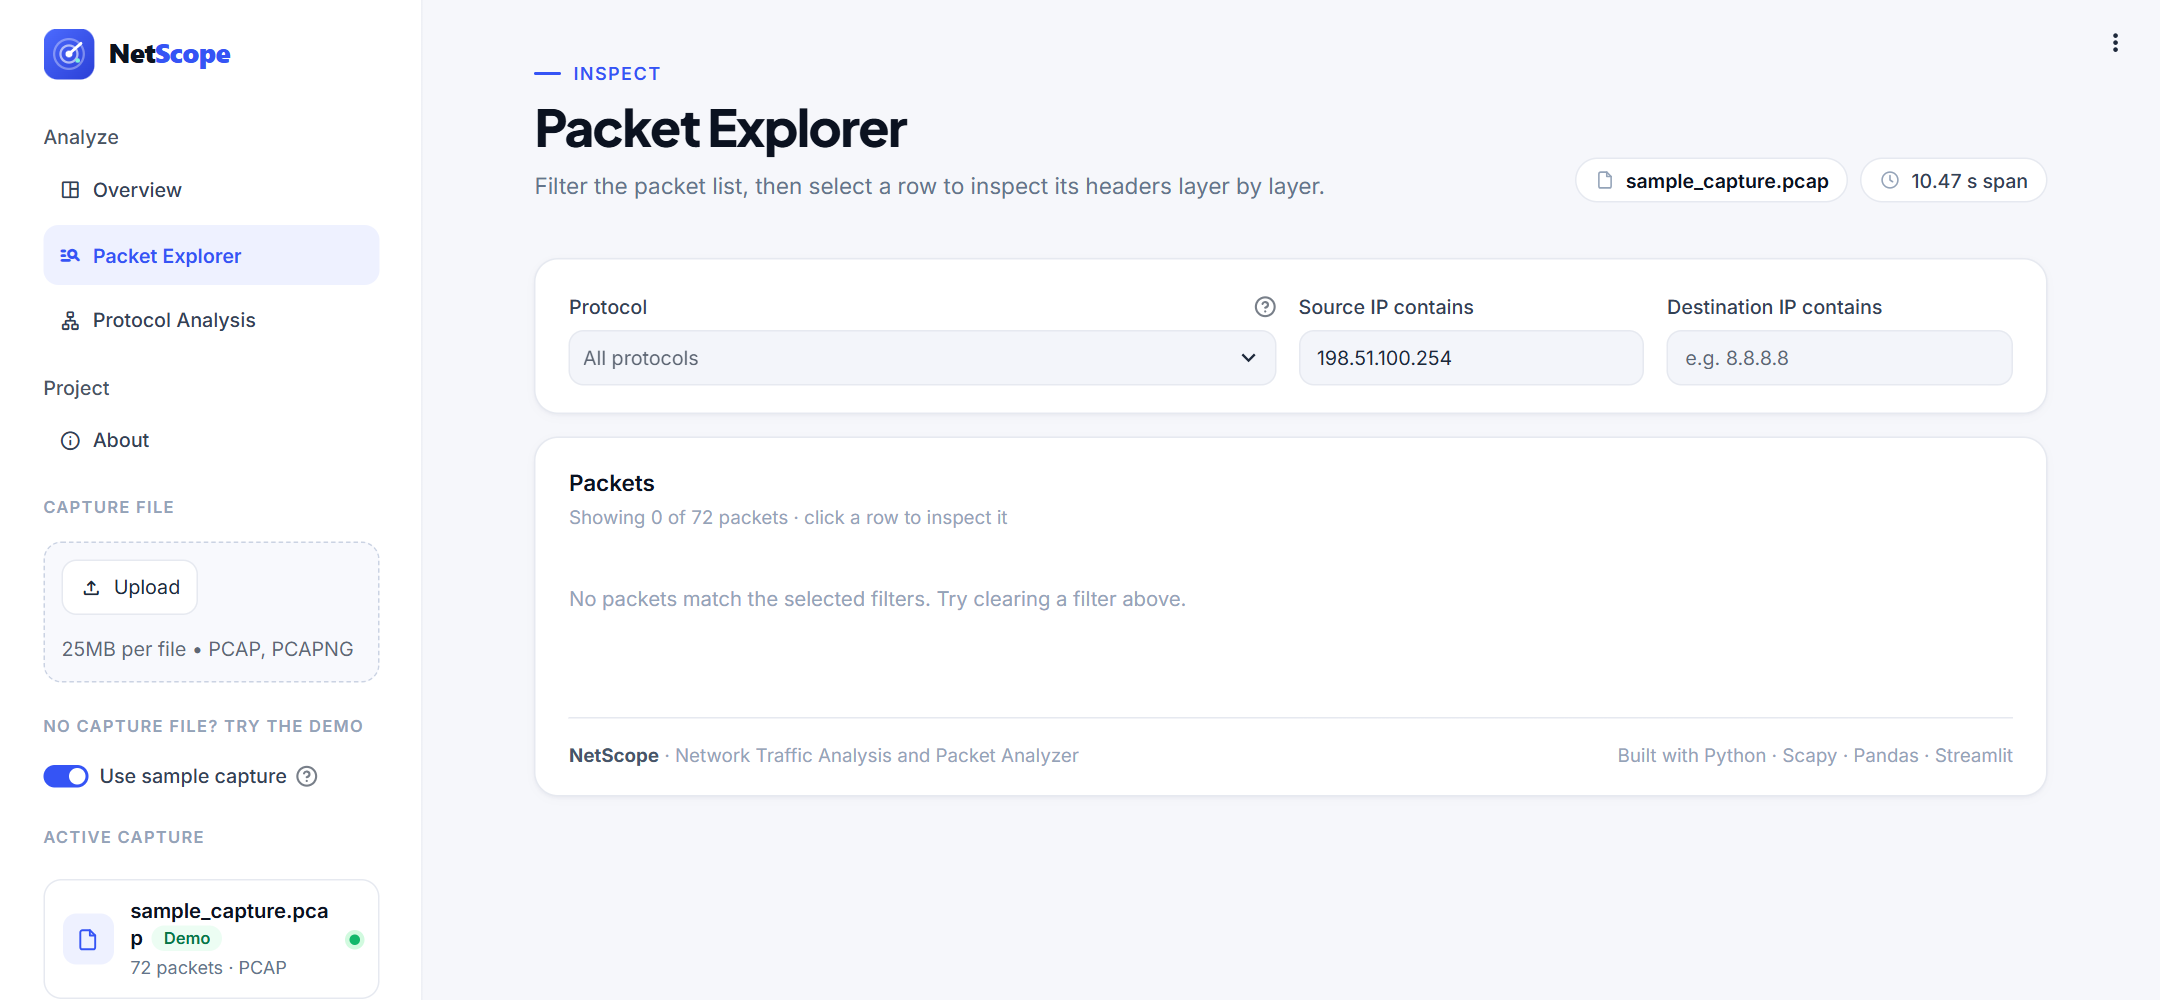 NetScope
Analyze
Overview
Packet Explorer
Protocol Analysis
Project
About
CAPTURE FILE
Upload
25MB per file • PCAP, PCAPNG
NO CAPTURE FILE? TRY THE DEMO
Use sample capture
ACTIVE CAPTURE
sample_capture.pca
p Demo
72 packets · PCAP
INSPECT
Packet Explorer
Filter the packet list, then select a row to inspect its headers layer by layer.
sample_capture.pcap
10.47 s span
Protocol
All protocols
Source IP contains
198.51.100.254
Destination IP contains
e.g. 8.8.8.8
Packets
Showing 0 of 72 packets · click a row to inspect it
No packets match the selected filters. Try clearing a filter above.
NetScope · Network Traffic Analysis and Packet Analyzer
Built with Python · Scapy · Pandas · Streamlit